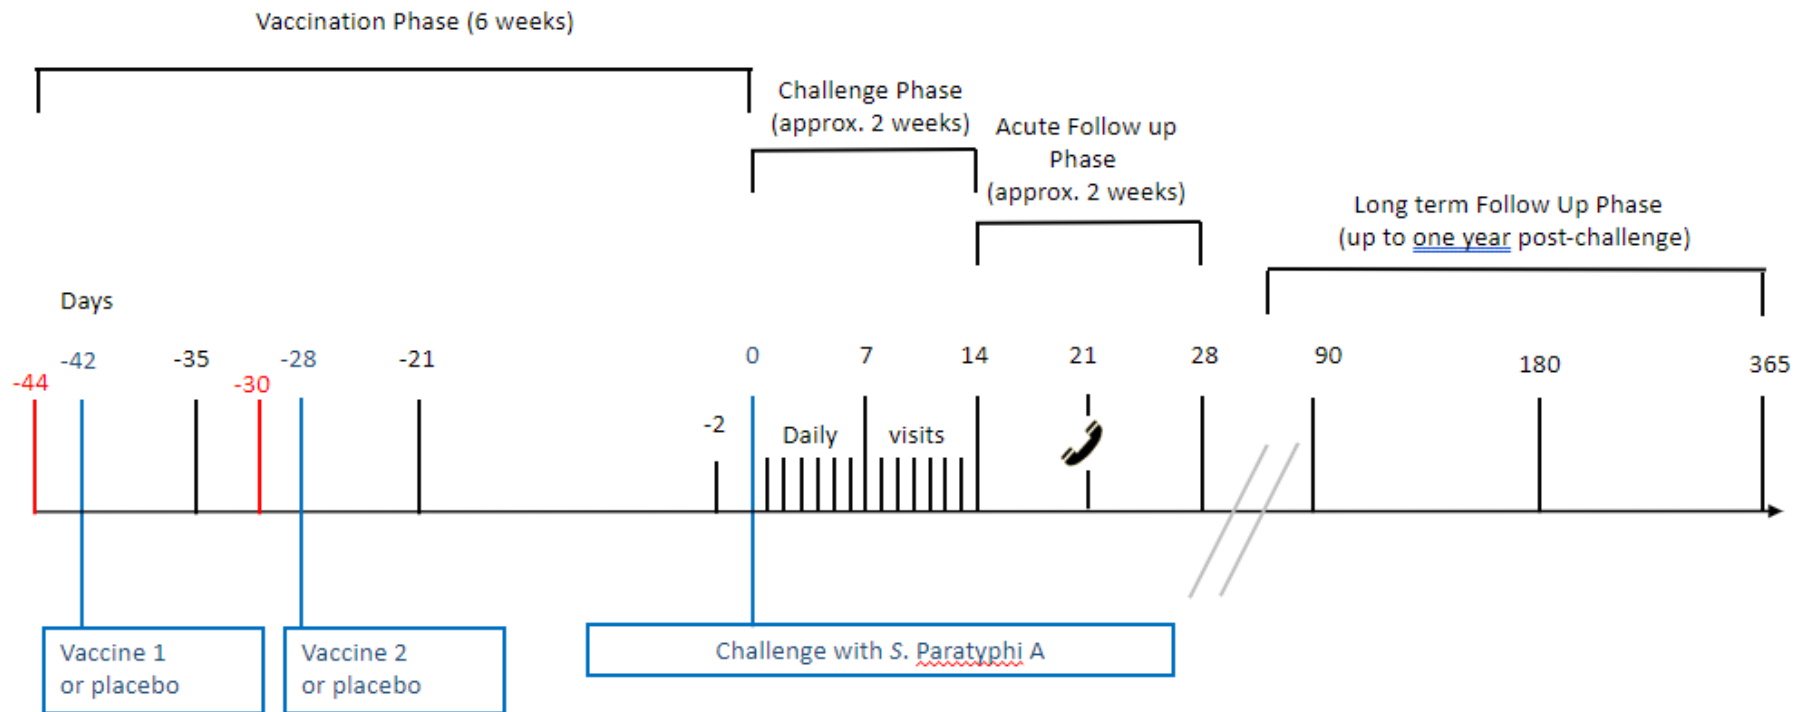 Vaccination Phase (6 weeks)
Challenge Phase
(approx. 2 weeks)
Acute Follow up
Phase
(approx. 2 weeks)
Long term Follow Up Phase
(up to one year post-challenge)
Days
-44
-42
-35
-30
-28
-21
-2
0
7
14
21
28
90
180
365
Daily visits
Vaccine 1
or placebo
Vaccine 2
or placebo
Challenge with S. Paratyphi A